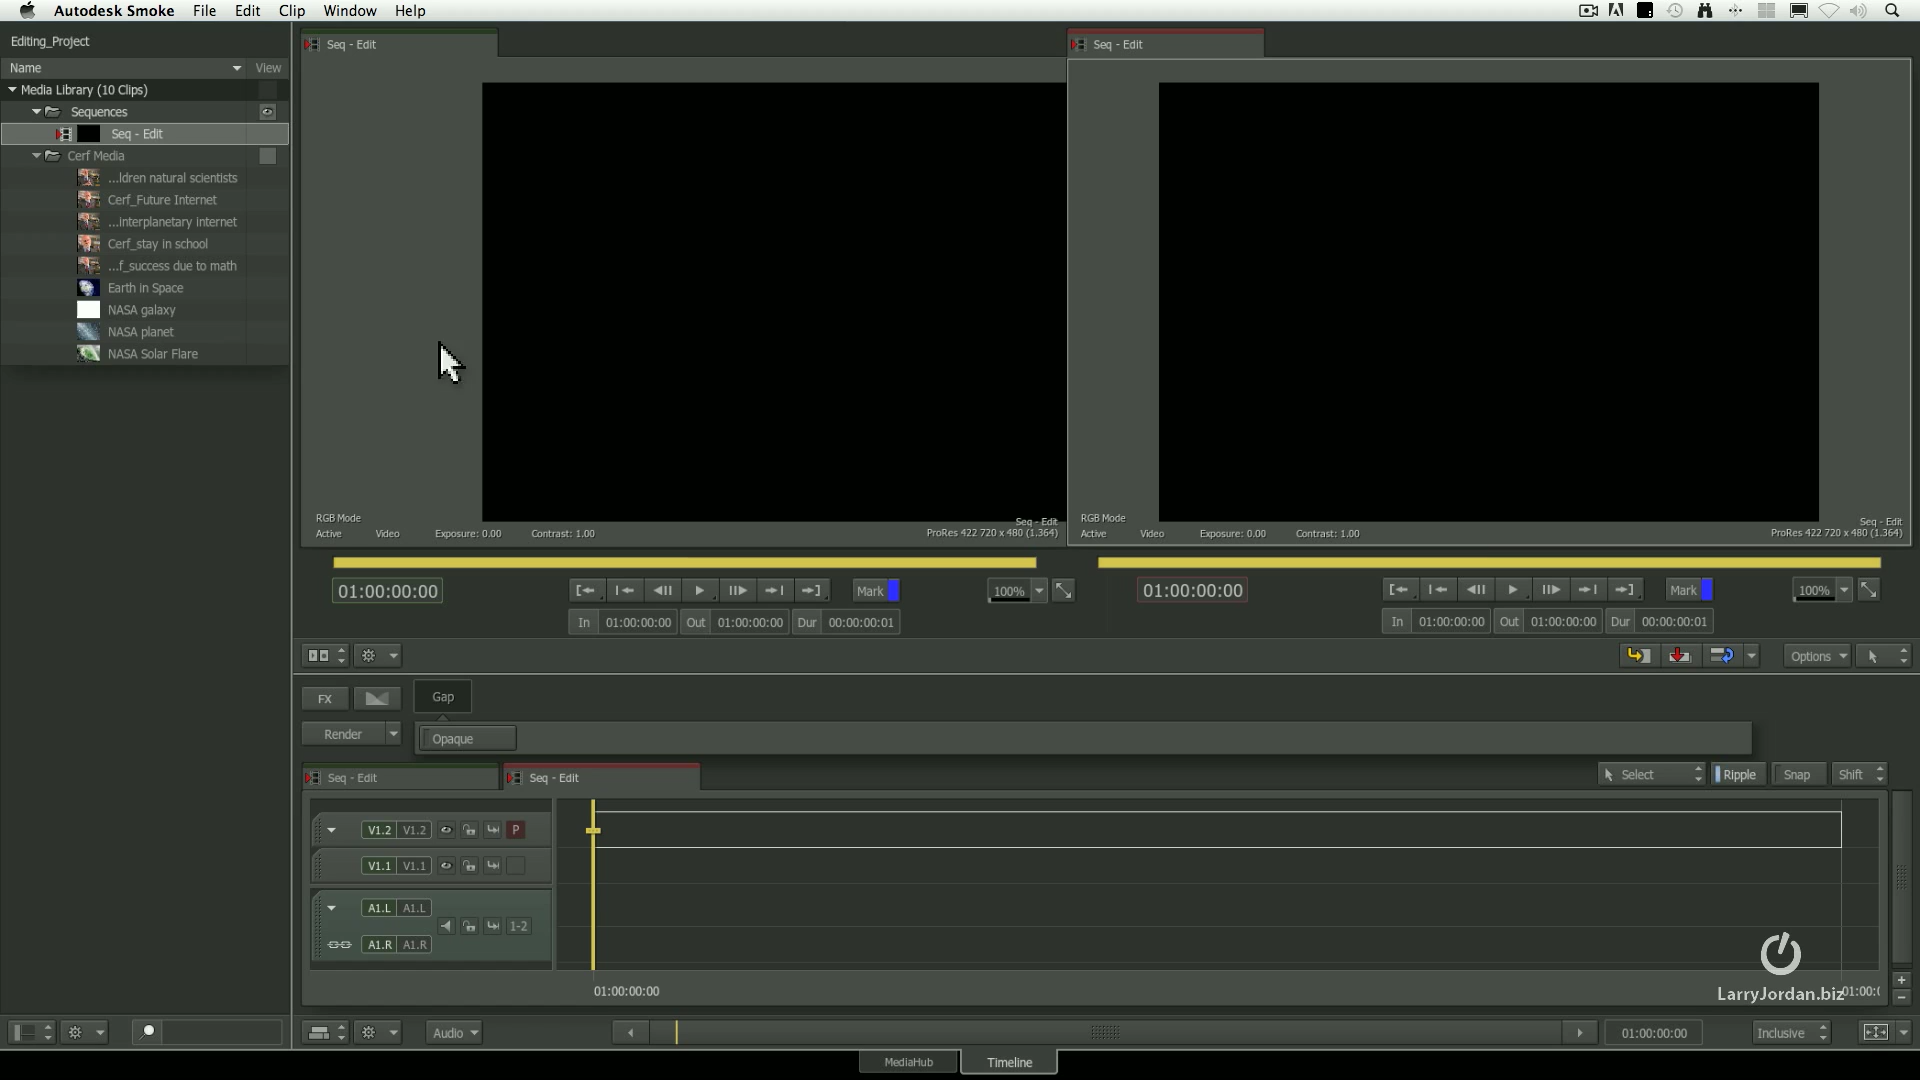 Autodesk Smoke File Edit Clip Window Help
Editing_Project
Name View
Media Library (10 Clips)
Sequences
Seq - Edit
Cerf Media
...ldren natural scientists
Cerf_Future Internet
...interplanetary internet
Cerf_stay in school
...f_success due to math
Earth in Space
NASA galaxy
NASA planet
NASA Solar Flare
Seq - Edit
RGB Mode
Seq - Edit
Active Video Exposure: 0.00 Contrast: 1.00 ProRes 422 720 x 480 (1.364)
01:00:00:00 Mark 100%
In 01:00:00:00 Out 01:00:00:00 Dur 00:00:00:01
Seq - Edit
RGB Mode
Seq - Edit
Active Video Exposure: 0.00 Contrast: 1.00 ProRes 422 720 x 480 (1.364)
01:00:00:00 Mark 100%
In 01:00:00:00 Out 01:00:00:00 Dur 00:00:00:01
Options
FX Gap
Render Opaque
Seq - Edit Seq - Edit Select Ripple Snap Shift
V1.2 V1.2 P
V1.1 V1.1
A1.L A1.L
1-2
A1.R A1.R
01:00:00:00 01:00:(
LarryJordan.biz
Audio 01:00:00:00 Inclusive
MediaHub Timeline